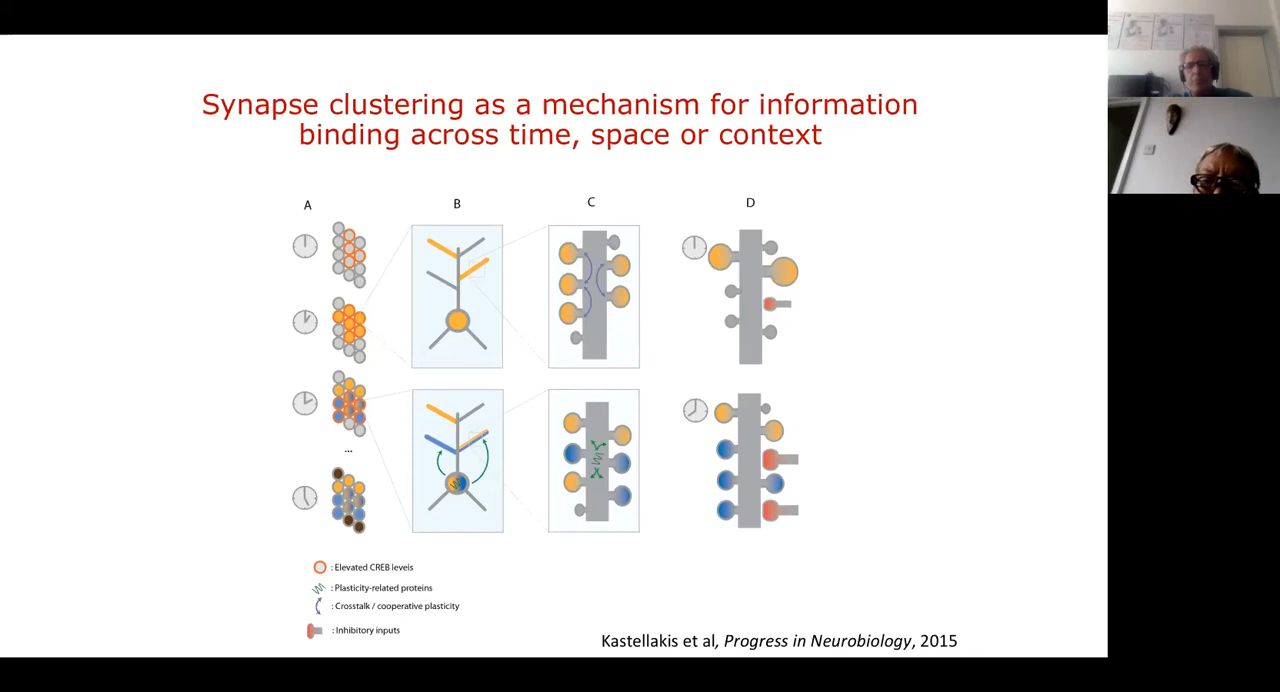 Synapse clustering as a mechanism for information
binding across time, space or context
A B C D
...
: Elevated CREB levels
: Plasticity-related proteins
: Crosstalk / cooperative plasticity
: Inhibitory inputs
Kastellakis et al, Progress in Neurobiology, 2015